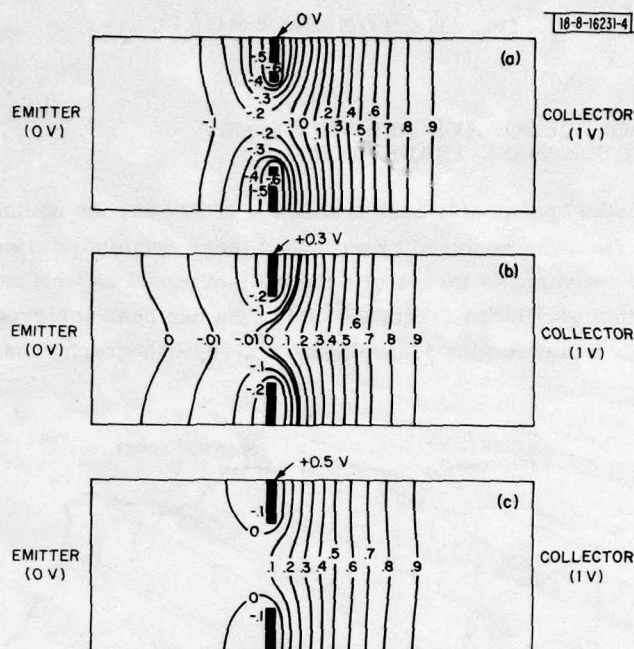 0 V
18-8-16231-4
(a)
-.5
-.6
-.4
-.3
-.2
.2 .4 .6
EMITTER
(0 V)
-.1
-.1 0 .1 .3 .5 .7 .8 .9
COLLECTOR
(1 V)
-.2
-.3
-.4 -.6
-.5
+0.3 V
(b)
-.2
-.1
.6
EMITTER
(0 V)
0 -.01 -.01 0 .1 .2 .3 .4 .5 .7 .8 .9
COLLECTOR
(1 V)
-.1
-.2
+0.5 V
(c)
-.1
0
.5 .7
EMITTER
(0 V)
.1 .2 .3 .4 .6 .8 .9
COLLECTOR
(1 V)
0
-.1